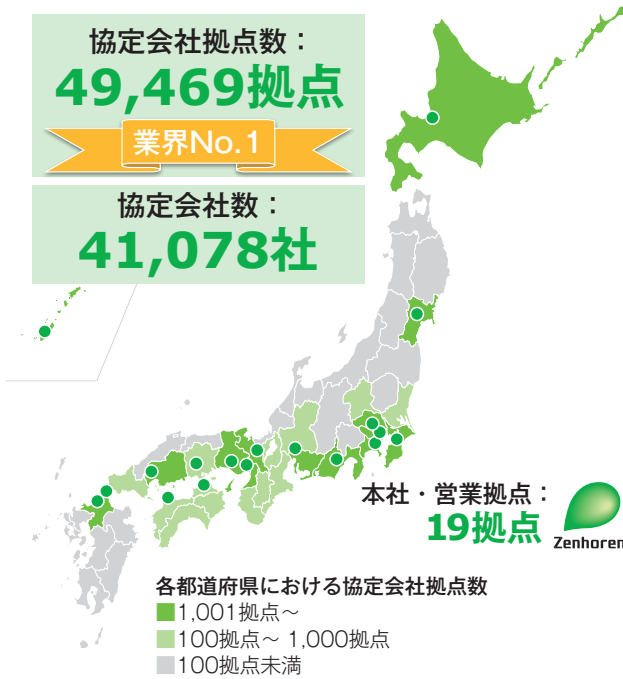 協定会社拠点数：
49,469拠点
業界No.1
協定会社数：
41,078社
本社・営業拠点：
19拠点
Zenhoren
各都道府県における協定会社拠点数
1,001拠点～
100拠点～ 1,000拠点
100拠点未満